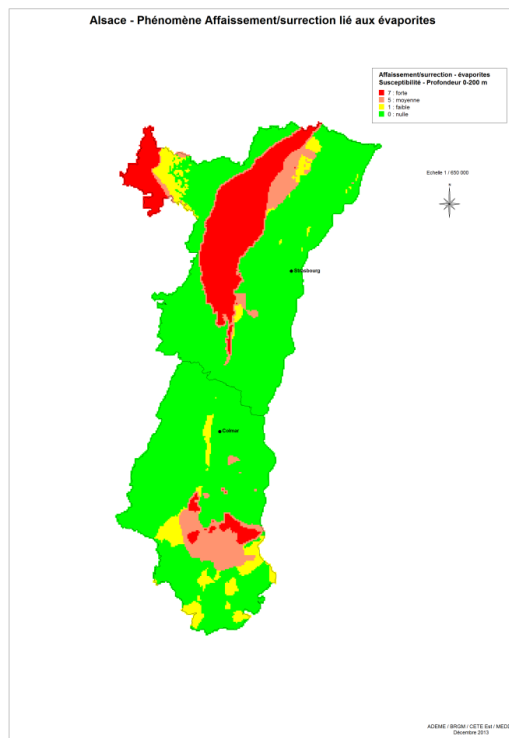 Alsace - Phénomène Affaissement/surrection lié aux évaporites
Affaissement/surrection - évaporites
Susceptibilité - Profondeur 0-200 m
7 : forte
5 : moyenne
1 : faible
0 : nulle
Echelle 1 / 650 000
Strasbourg
Colmar
ADEME / BRGM / CETE Est / MEDD
Décembre 2013